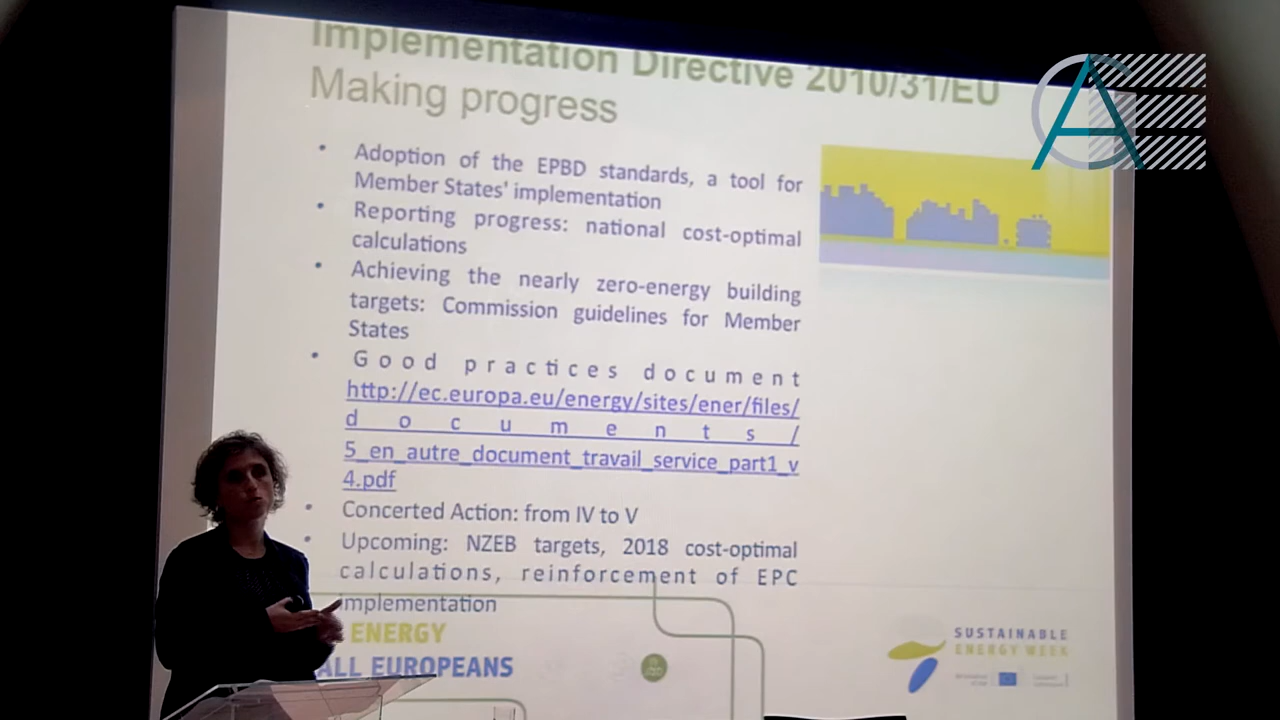 Implementation Directive 2010/31/EU
Making progress
• Adoption of the EPBD standards, a tool for
Member States' implementation
• Reporting progress: national cost-optimal
calculations
• Achieving the nearly zero-energy building
targets: Commission guidelines for Member
States
• Good practices document
http://ec.europa.eu/energy/sites/ener/files/
documents/
5_en_autre_document_travail_service_part1_v
4.pdf
• Concerted Action: from IV to V
• Upcoming: NZEB targets, 2018 cost-optimal
calculations, reinforcement of EPC
implementation
ENERGY
ALL EUROPEANS
SUSTAINABLE
ENERGY WEEK